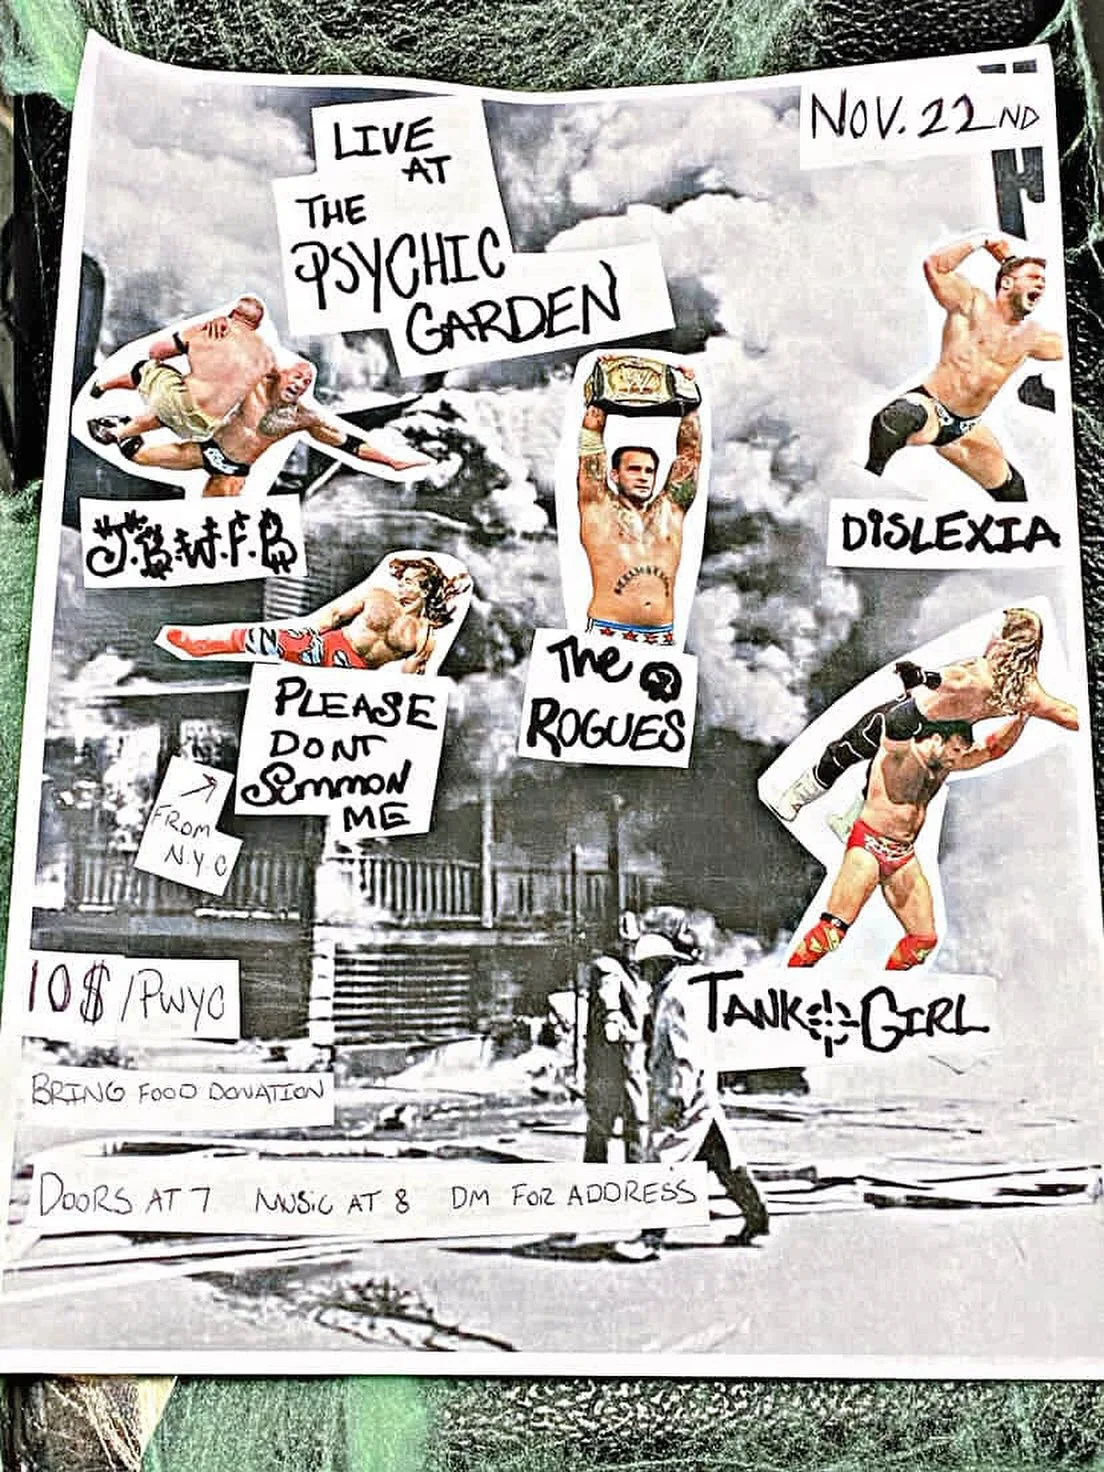 LIVE
AT
THE
PSYCHIC
GARDEN
NOV. 22ND
J.B.W.F.B
DiSLEXIA
The
ROGUES
PLEASE
DONT
Summon
ME
FROM
N.Y.C
TANK GIRL
10$/PWYC
BRING FOOD DONATION
DOORS AT 7 MUSiC AT 8 DM FOR ADDRESS